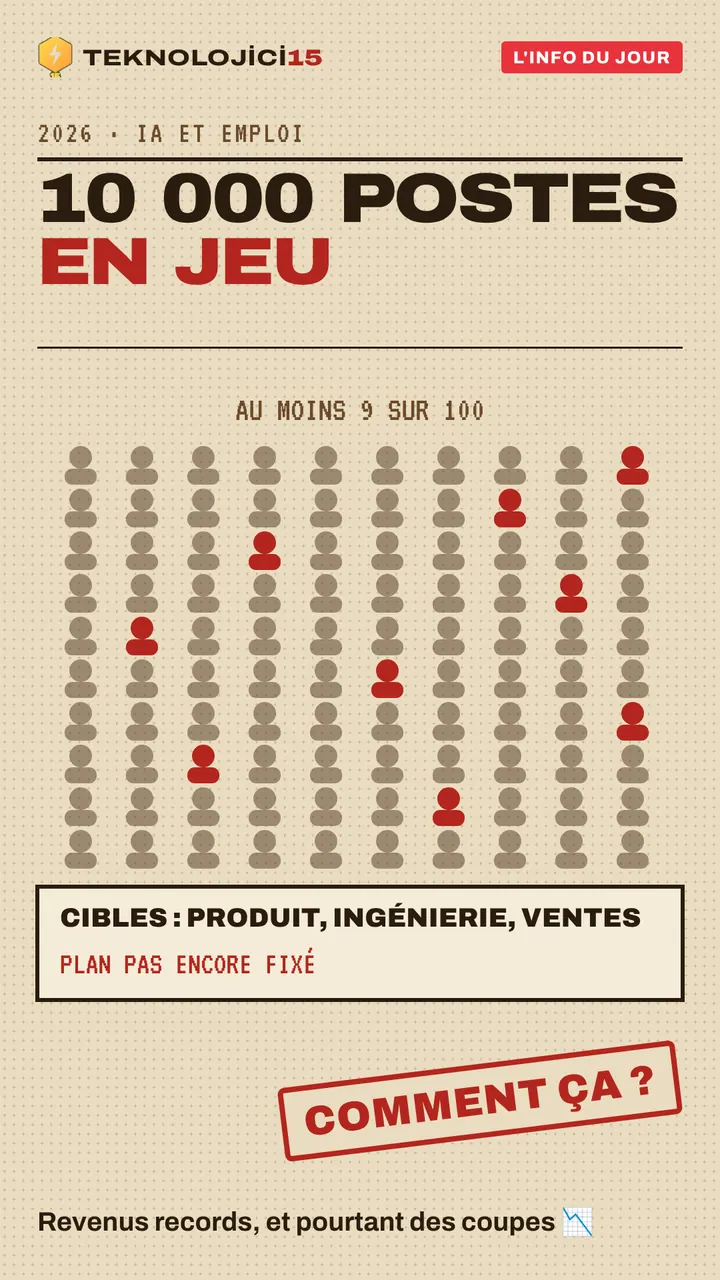 TEKNOLOJİCİ15
L'INFO DU JOUR
2026 · IA ET EMPLOI
10 000 POSTES
EN JEU
AU MOINS 9 SUR 100
CIBLES : PRODUIT, INGÉNIERIE, VENTES
PLAN PAS ENCORE FIXÉ
COMMENT ÇA ?
Revenus records, et pourtant des coupes 📉